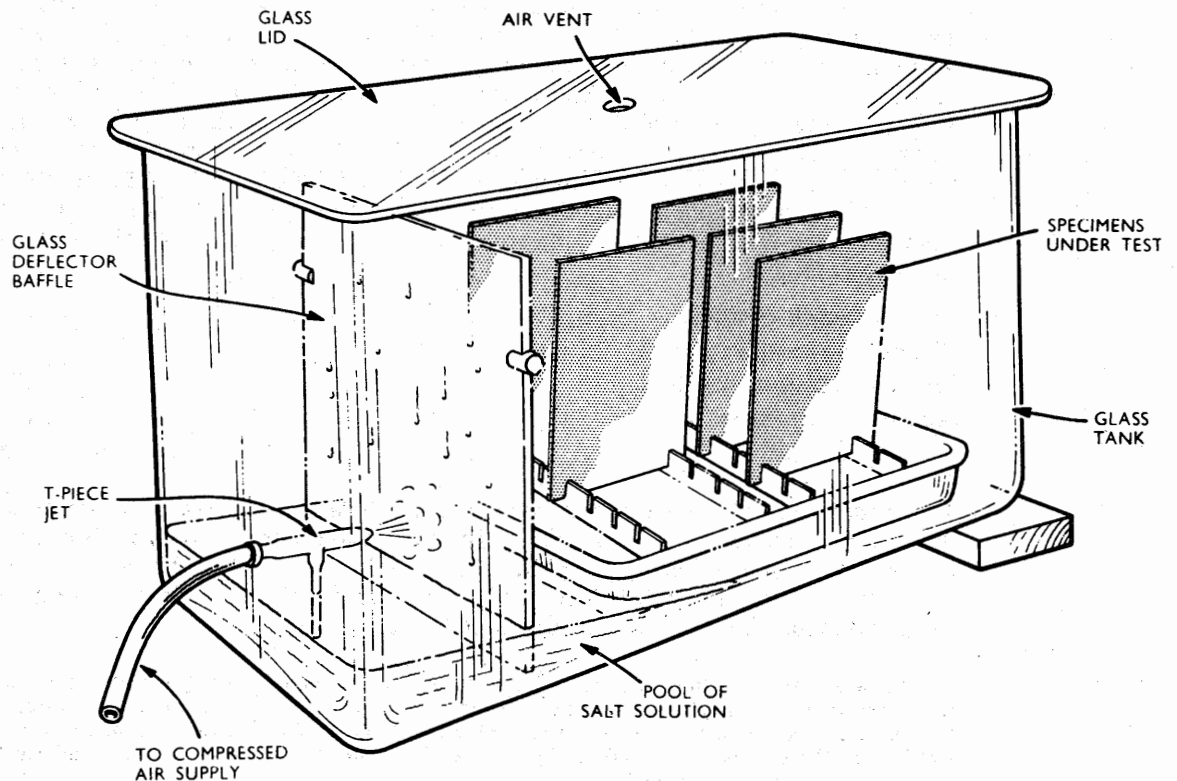 GLASS
LID
AIR VENT
GLASS
DEFLECTOR
BAFFLE
SPECIMENS
UNDER TEST
GLASS
TANK
T-PIECE
JET
POOL OF
SALT SOLUTION
TO COMPRESSED
AIR SUPPLY